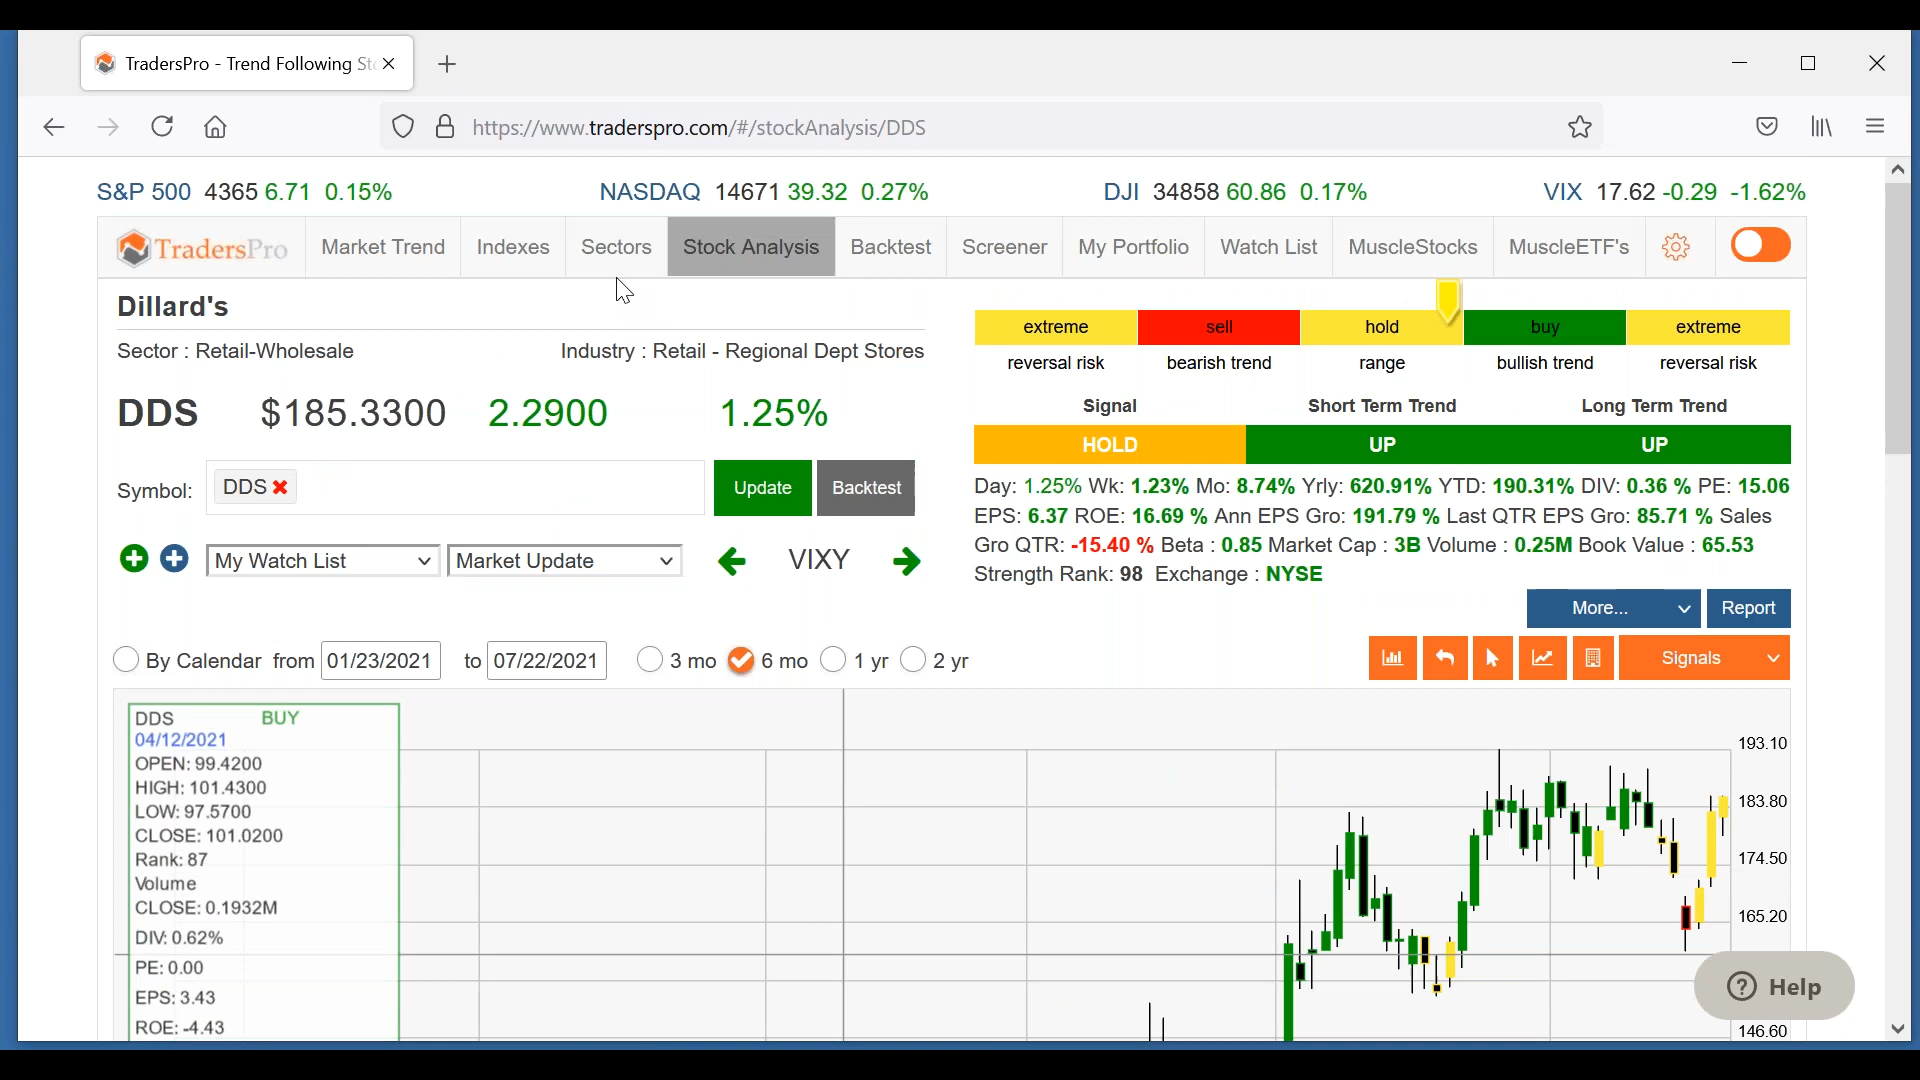 TradersPro - Trend Following St
https://www.traderspro.com/#/stockAnalysis/DDS
S&P 500 4365 6.71 0.15% NASDAQ 14671 39.32 0.27% DJI 34858 60.86 0.17% VIX 17.62 -0.29 -1.62%
TradersPro Market Trend Indexes Sectors Stock Analysis Backtest Screener My Portfolio Watch List MuscleStocks MuscleETF's
Dillard's
Sector : Retail-Wholesale Industry : Retail - Regional Dept Stores
DDS $185.3300 2.2900 1.25%
Symbol: DDS Update Backtest
My Watch List Market Update VIXY
extreme sell hold buy extreme
reversal risk bearish trend range bullish trend reversal risk
Signal Short Term Trend Long Term Trend
HOLD UP UP
Day: 1.25% Wk: 1.23% Mo: 8.74% Yrly: 620.91% YTD: 190.31% DIV: 0.36 % PE: 15.06
EPS: 6.37 ROE: 16.69 % Ann EPS Gro: 191.79 % Last QTR EPS Gro: 85.71 % Sales
Gro QTR: -15.40 % Beta : 0.85 Market Cap : 3B Volume : 0.25M Book Value : 65.53
Strength Rank: 98 Exchange : NYSE
More... Report
By Calendar from 01/23/2021 to 07/22/2021 3 mo 6 mo 1 yr 2 yr Signals
DDS BUY
04/12/2021
OPEN: 99.4200
HIGH: 101.4300
LOW: 97.5700
CLOSE: 101.0200
Rank: 87
Volume
CLOSE: 0.1932M
DIV: 0.62%
PE: 0.00
EPS: 3.43
ROE: -4.43
193.10
183.80
174.50
165.20
146.60
Help